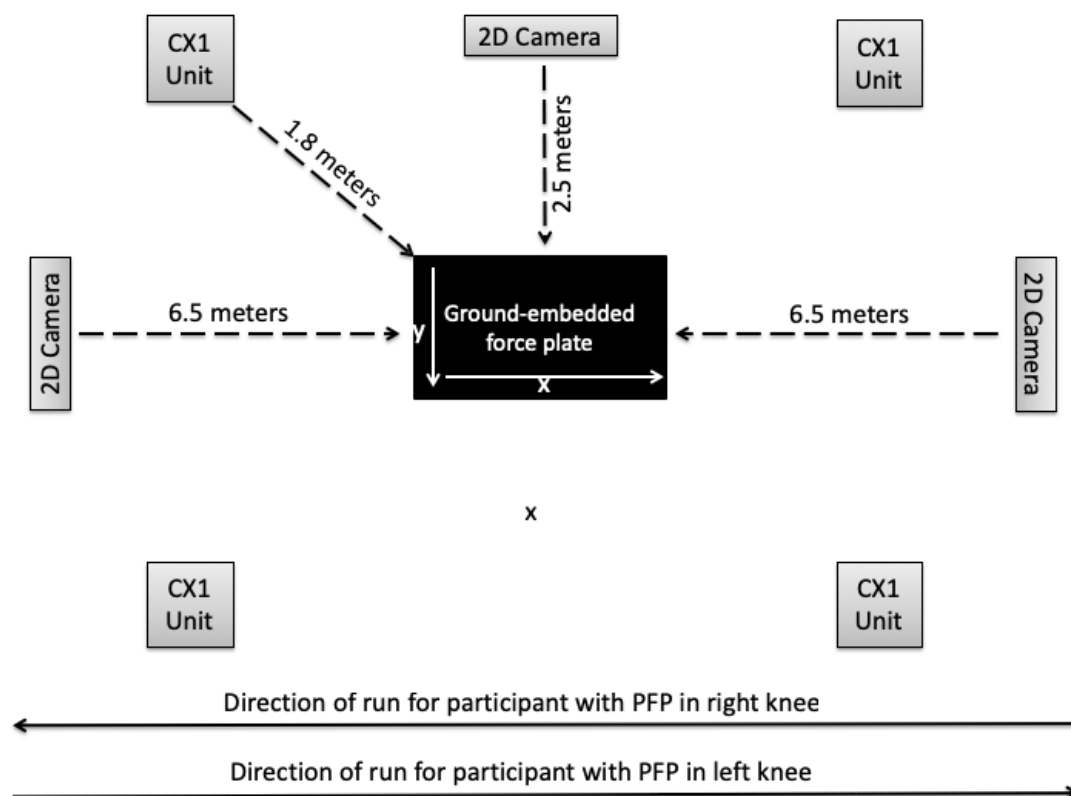 CX1
Unit
2D Camera
CX1
Unit
1.8 meters
2.5 meters
2D Camera
6.5 meters
Ground-embedded
force plate
y
x
6.5 meters
2D Camera
x
CX1
Unit
CX1
Unit
Direction of run for participant with PFP in right knee
Direction of run for participant with PFP in left knee